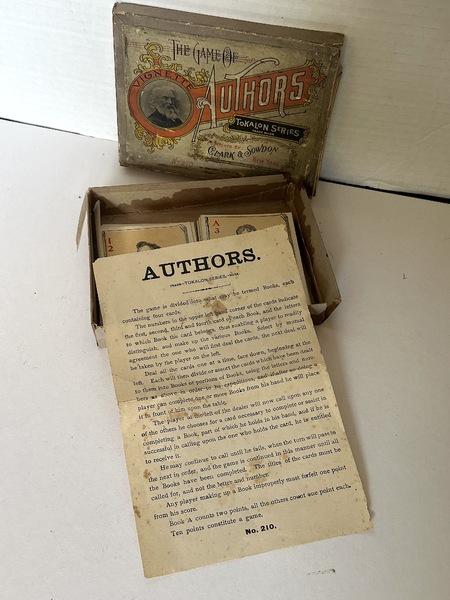 THE GAME OF
VIGNETTE
AUTHORS
TOKALON SERIES
CLARK & SOWDON
NEW YORK
I
2
A
3
AUTHORS.
TRADE—TOKALON SERIES.—MARK
The game is divided into what may be termed Books, each
containing four cards.
The numbers in the upper left hand corner of the cards indicate
the first, second, third and fourth card of each Book, and the letters
to which Book the card belongs, thus enabling a player to readily
distinguish, and make up the various Books. Select by mutual
agreement the one who will first deal the cards, the next deal will
be taken by the player on the left.
Deal all the cards one at a time, face down, beginning at the
left. Each will then divide or assort the cards which have been dealt
to them into Books or portions of Books, using the letters and num-
bers as above in order to be expeditious, and if after so doing a
player can complete one or more Books from his hand he will place
it in front of him upon the table.
The player at the left of the dealer will now call upon any one
of the others he chooses for a card necessary to complete or assist in
completing a Book, part of which he holds in his hand, and if he is
successful in calling upon the one who holds the card, he is entitled
to receive it.
He may continue to call until he fails, when the turn will pass to
the next in order, and the game is continued in this manner until all
the Books have been completed. The titles of the cards must be
called for, and not the letter and number.
Any player making up a Book improperly must forfeit one point
from his score.
Book A counts two points, all the others count one point each.
Ten points constitute a game.
No. 210.